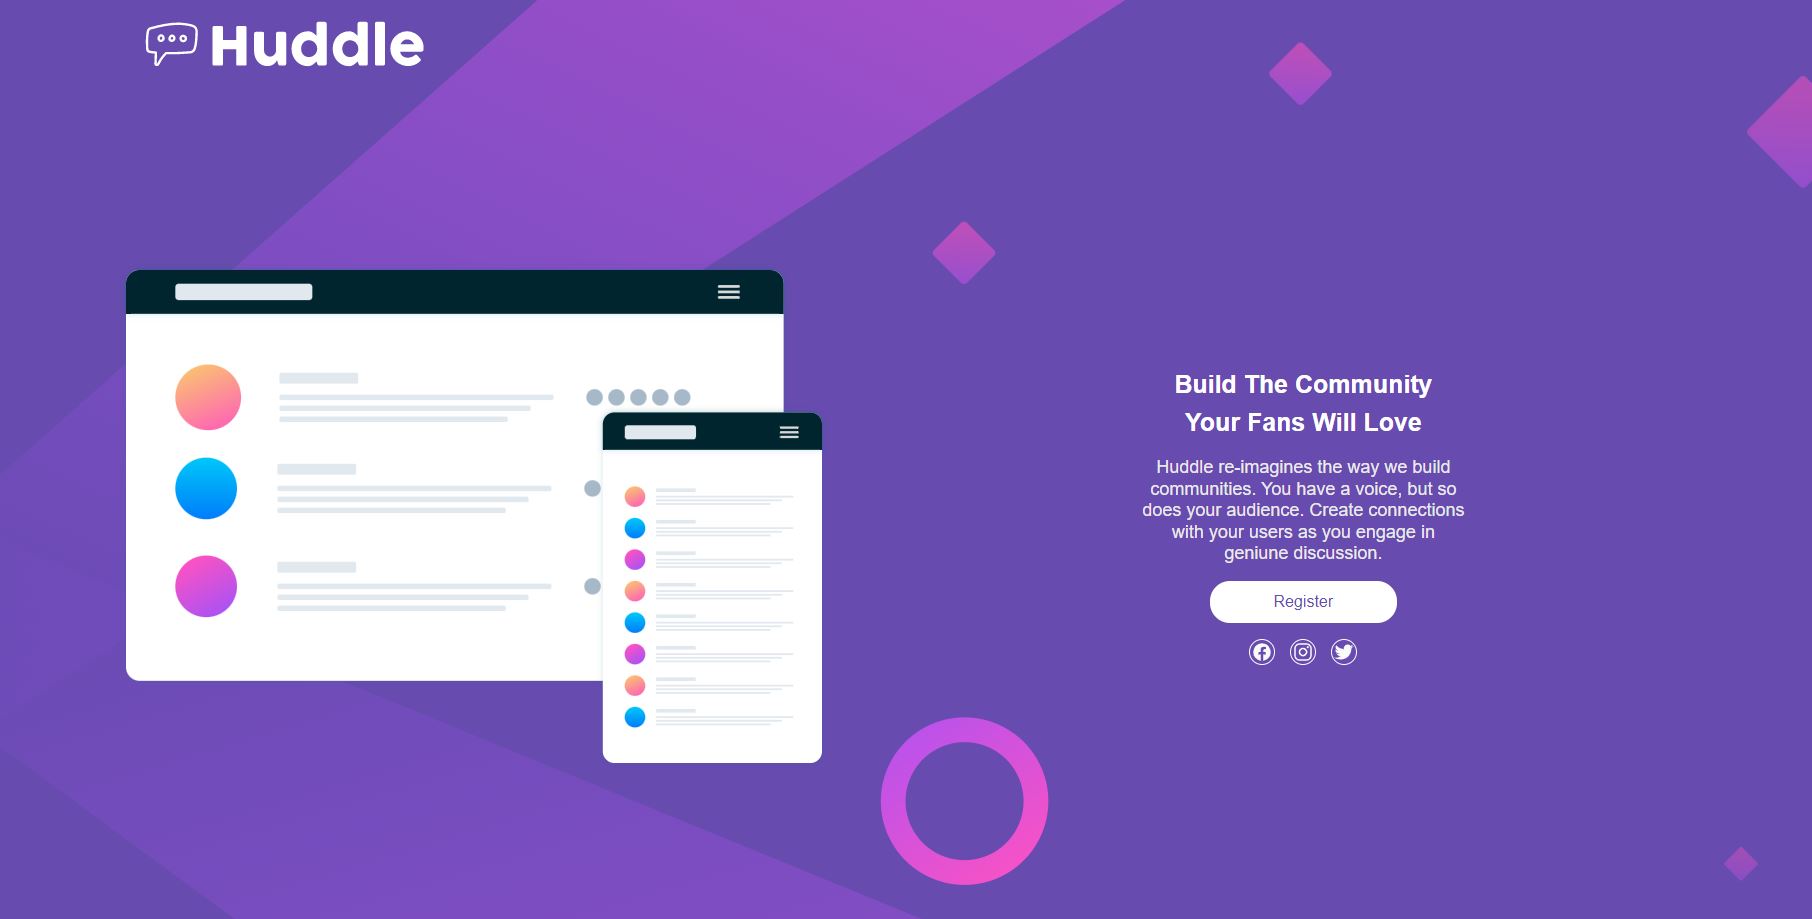 Huddle
Build The Community
Your Fans Will Love
Huddle re-imagines the way we build
communities. You have a voice, but so
does your audience. Create connections
with your users as you engage in
geniune discussion.
Register